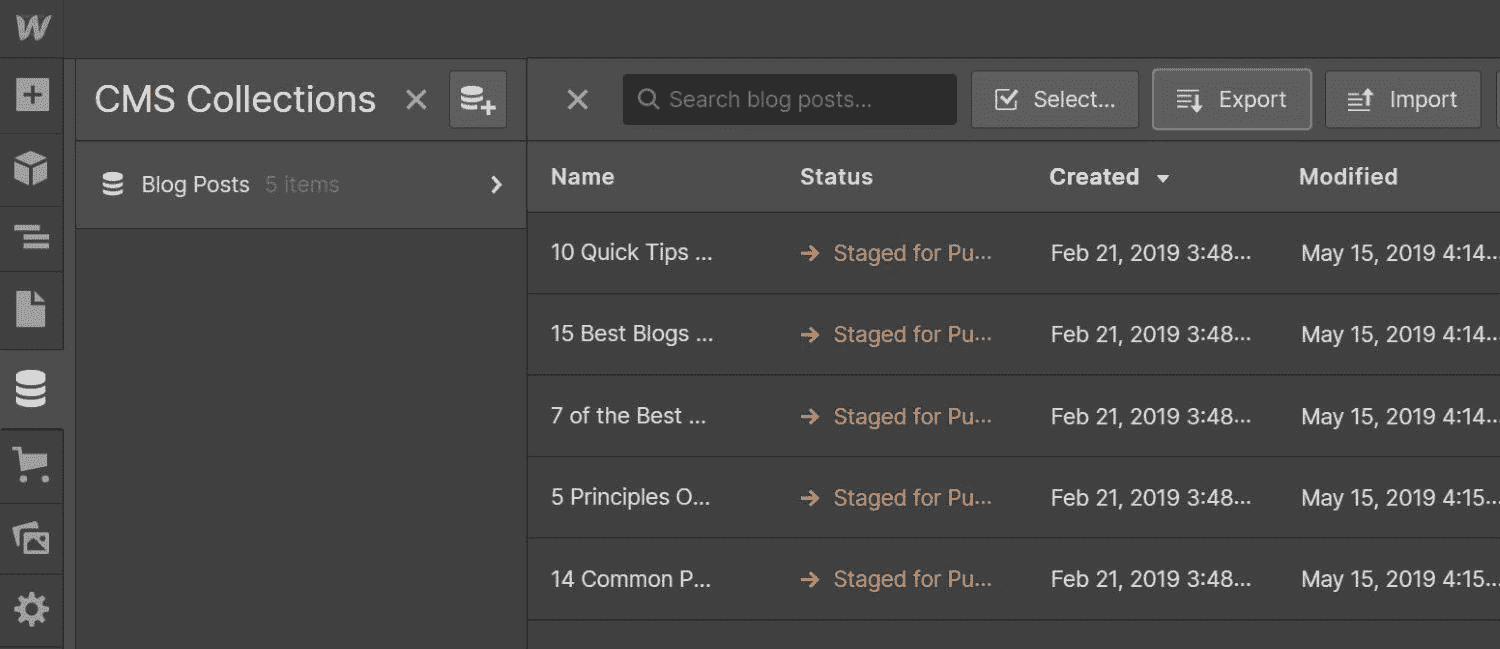 W
CMS Collections
Search blog posts...
Select...
Export
Import
Blog Posts 5 items
Name Status Created Modified
10 Quick Tips ... Staged for Pu... Feb 21, 2019 3:48... May 15, 2019 4:14...
15 Best Blogs ... Staged for Pu... Feb 21, 2019 3:48... May 15, 2019 4:14...
7 of the Best ... Staged for Pu... Feb 21, 2019 3:48... May 15, 2019 4:14...
5 Principles O... Staged for Pu... Feb 21, 2019 3:48... May 15, 2019 4:15...
14 Common P... Staged for Pu... Feb 21, 2019 3:48... May 15, 2019 4:15...